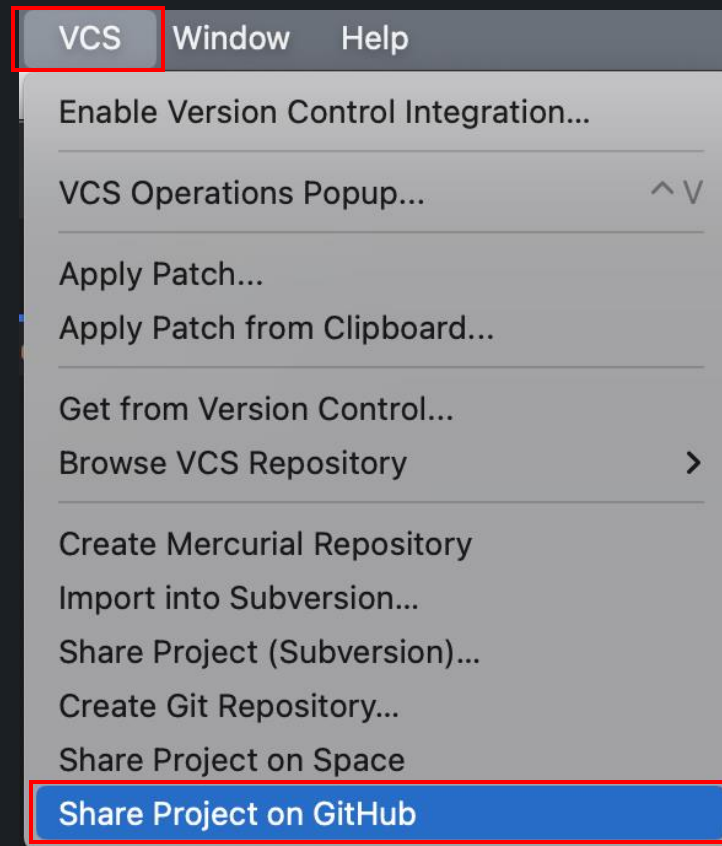 VCS Window Help
Enable Version Control Integration...
VCS Operations Popup... ^ V
Apply Patch...
Apply Patch from Clipboard...
Get from Version Control...
Browse VCS Repository >
Create Mercurial Repository
Import into Subversion...
Share Project (Subversion)...
Create Git Repository...
Share Project on Space
Share Project on GitHub